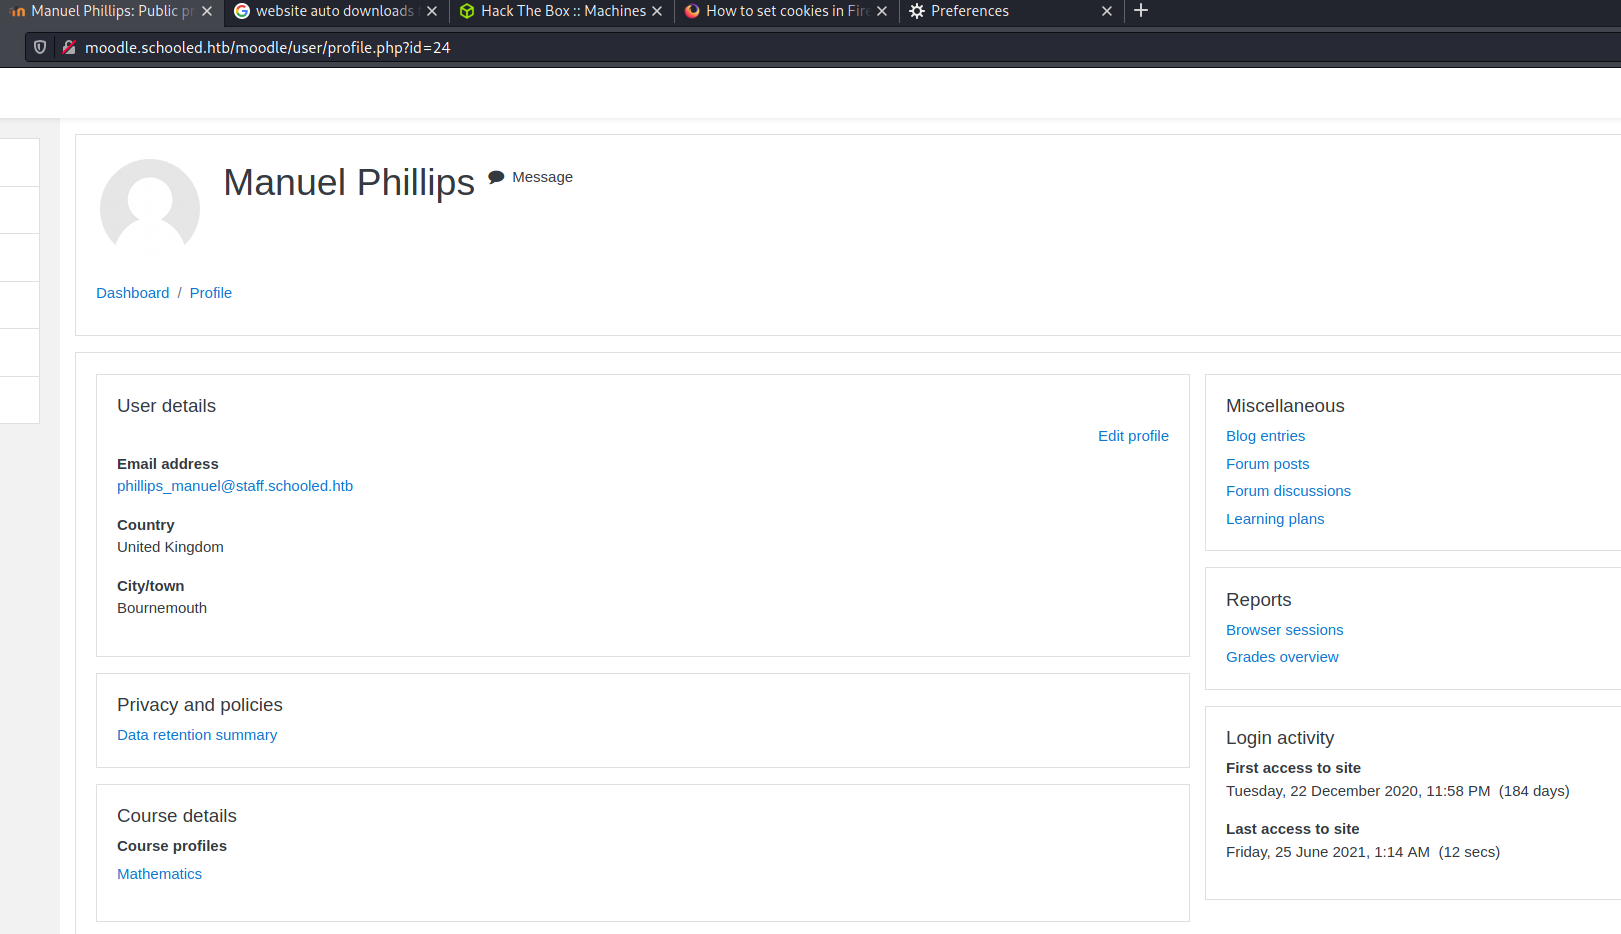 Manuel Phillips: Public pr
website auto downloads
Hack The Box :: Machines
How to set cookies in Fire
Preferences
moodle.schooled.htb/moodle/user/profile.php?id=24
Manuel Phillips
Message
Dashboard / Profile
User details
Edit profile
Email address
phillips_manuel@staff.schooled.htb
Country
United Kingdom
City/town
Bournemouth
Privacy and policies
Data retention summary
Course details
Course profiles
Mathematics
Miscellaneous
Blog entries
Forum posts
Forum discussions
Learning plans
Reports
Browser sessions
Grades overview
Login activity
First access to site
Tuesday, 22 December 2020, 11:58 PM (184 days)
Last access to site
Friday, 25 June 2021, 1:14 AM (12 secs)